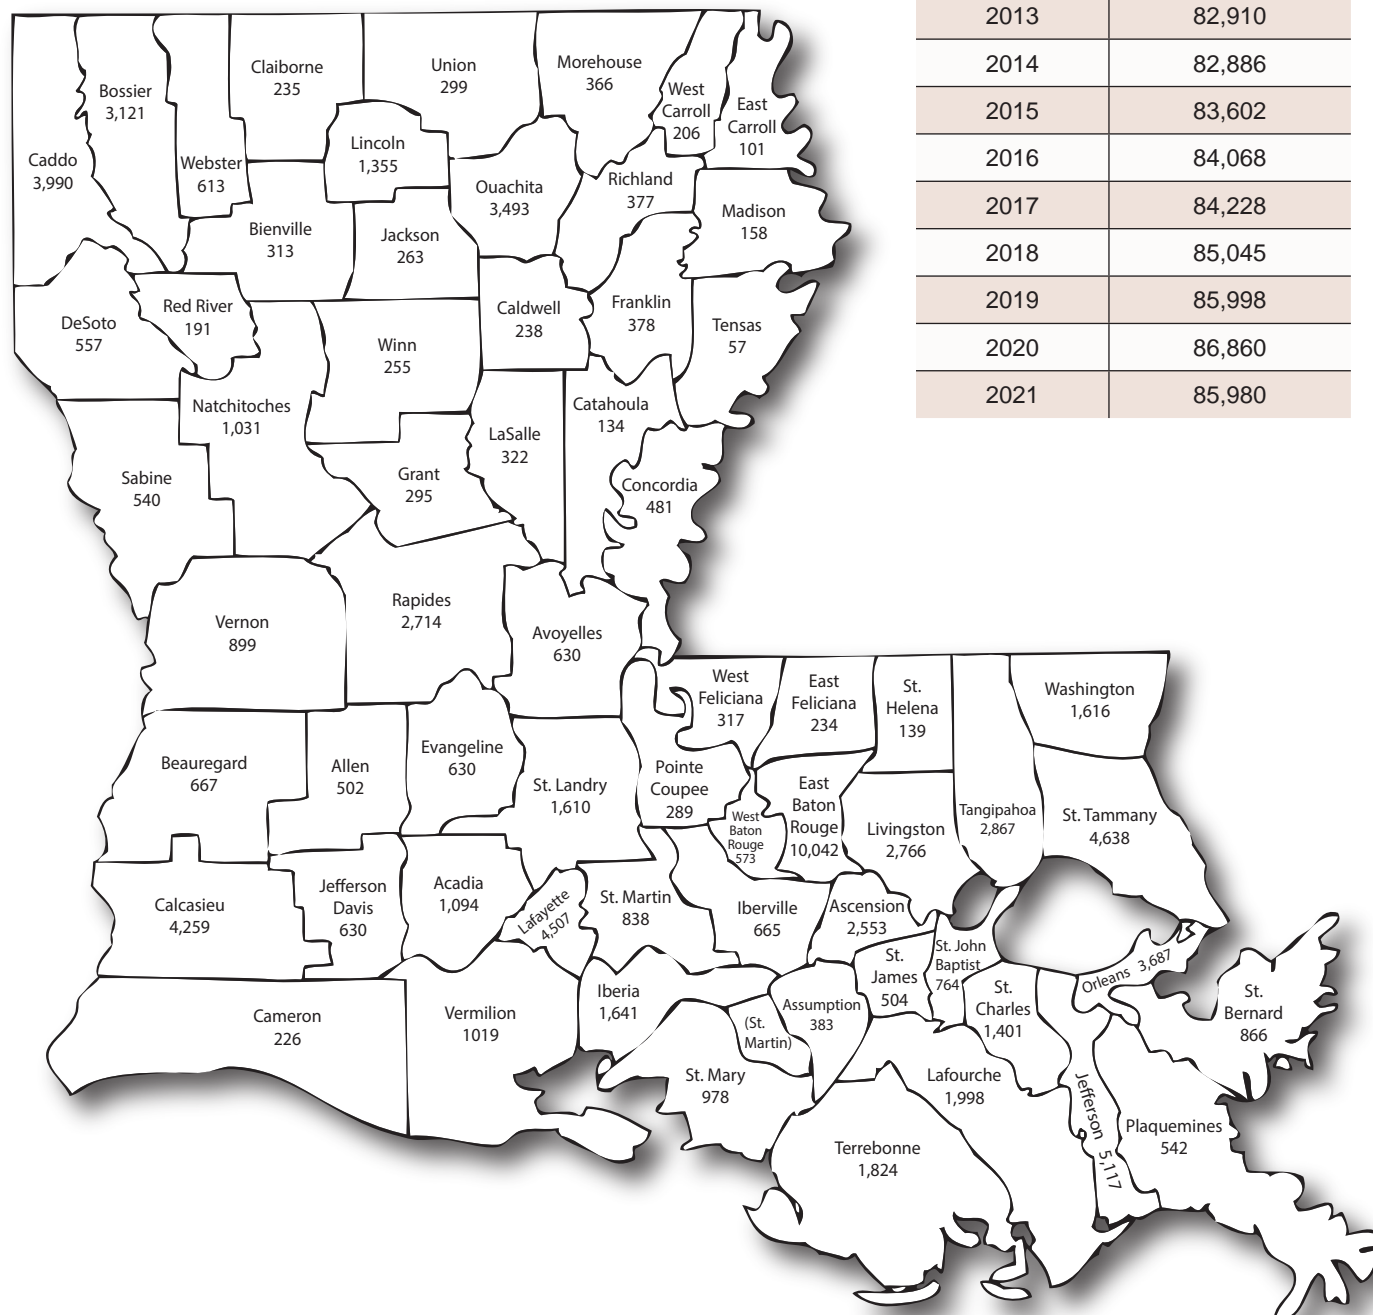 2013 82,910
2014 82,886
2015 83,602
2016 84,068
2017 84,228
2018 85,045
2019 85,998
2020 86,860
2021 85,980
Caddo
3,990
Bossier
3,121
Webster
613
Claiborne
235
Union
299
Morehouse
366
West
Carroll
206
East
Carroll
101
Lincoln
1,355
Ouachita
3,493
Richland
377
Madison
158
Bienville
313
Jackson
263
DeSoto
557
Red River
191
Caldwell
238
Franklin
378
Tensas
57
Winn
255
Natchitoches
1,031
Catahoula
134
LaSalle
322
Grant
295
Sabine
540
Concordia
481
Vernon
899
Rapides
2,714
Avoyelles
630
West
Feliciana
317
East
Feliciana
234
St.
Helena
139
Washington
1,616
Beauregard
667
Allen
502
Evangeline
630
St. Landry
1,610
Pointe
Coupee
289
West
Baton
Rouge
573
East
Baton
Rouge
10,042
Livingston
2,766
Tangipahoa
2,867
St. Tammany
4,638
Calcasieu
4,259
Jefferson
Davis
630
Acadia
1,094
Lafayette
4,507
St. Martin
838
Iberville
665
Ascension
2,553
St.
James
504
St. John
Baptist
764
St.
Charles
1,401
Orleans 3,687
St.
Bernard
866
Cameron
226
Vermilion
1019
Iberia
1,641
(St.
Martin)
Assumption
383
St. Mary
978
Lafourche
1,998
Jefferson 5,117
Plaquemines
542
Terrebonne
1,824